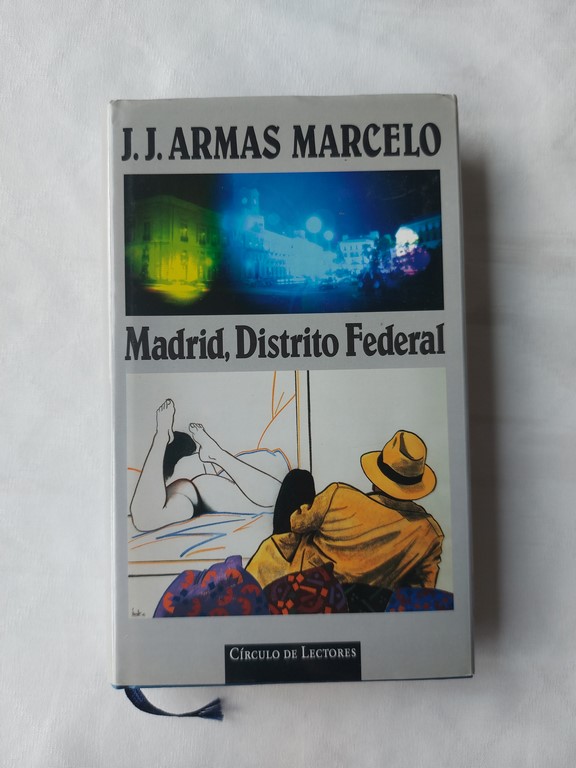 J. J. ARMAS MARCELO
Madrid, Distrito Federal
CÍRCULO DE LECTORES